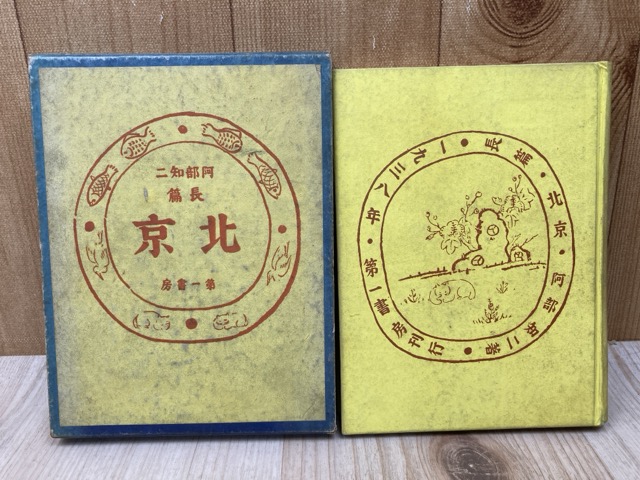 阿部知二
長篇
北京
第一書房
長篇・北京・阿部知二著
一九三八年・第一書房刊行